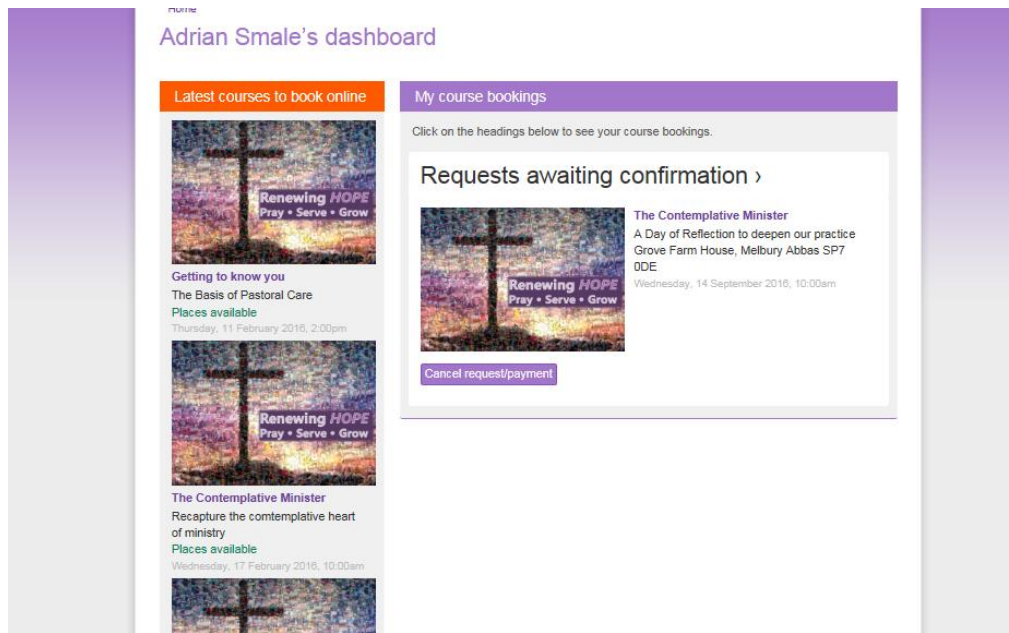 Home
Adrian Smale's dashboard
Latest courses to book online
Renewing HOPE
Pray • Serve • Grow
Getting to know you
The Basis of Pastoral Care
Places available
Thursday, 11 February 2016, 2:00pm
Renewing HOPE
Pray • Serve • Grow
The Contemplative Minister
Recapture the comtemplative heart
of ministry
Places available
Wednesday, 17 February 2016, 10:00am
My course bookings
Click on the headings below to see your course bookings.
Requests awaiting confirmation ›
Renewing HOPE
Pray • Serve • Grow
The Contemplative Minister
A Day of Reflection to deepen our practice
Grove Farm House, Melbury Abbas SP7
0DE
Wednesday, 14 September 2016, 10:00am
Cancel request/payment